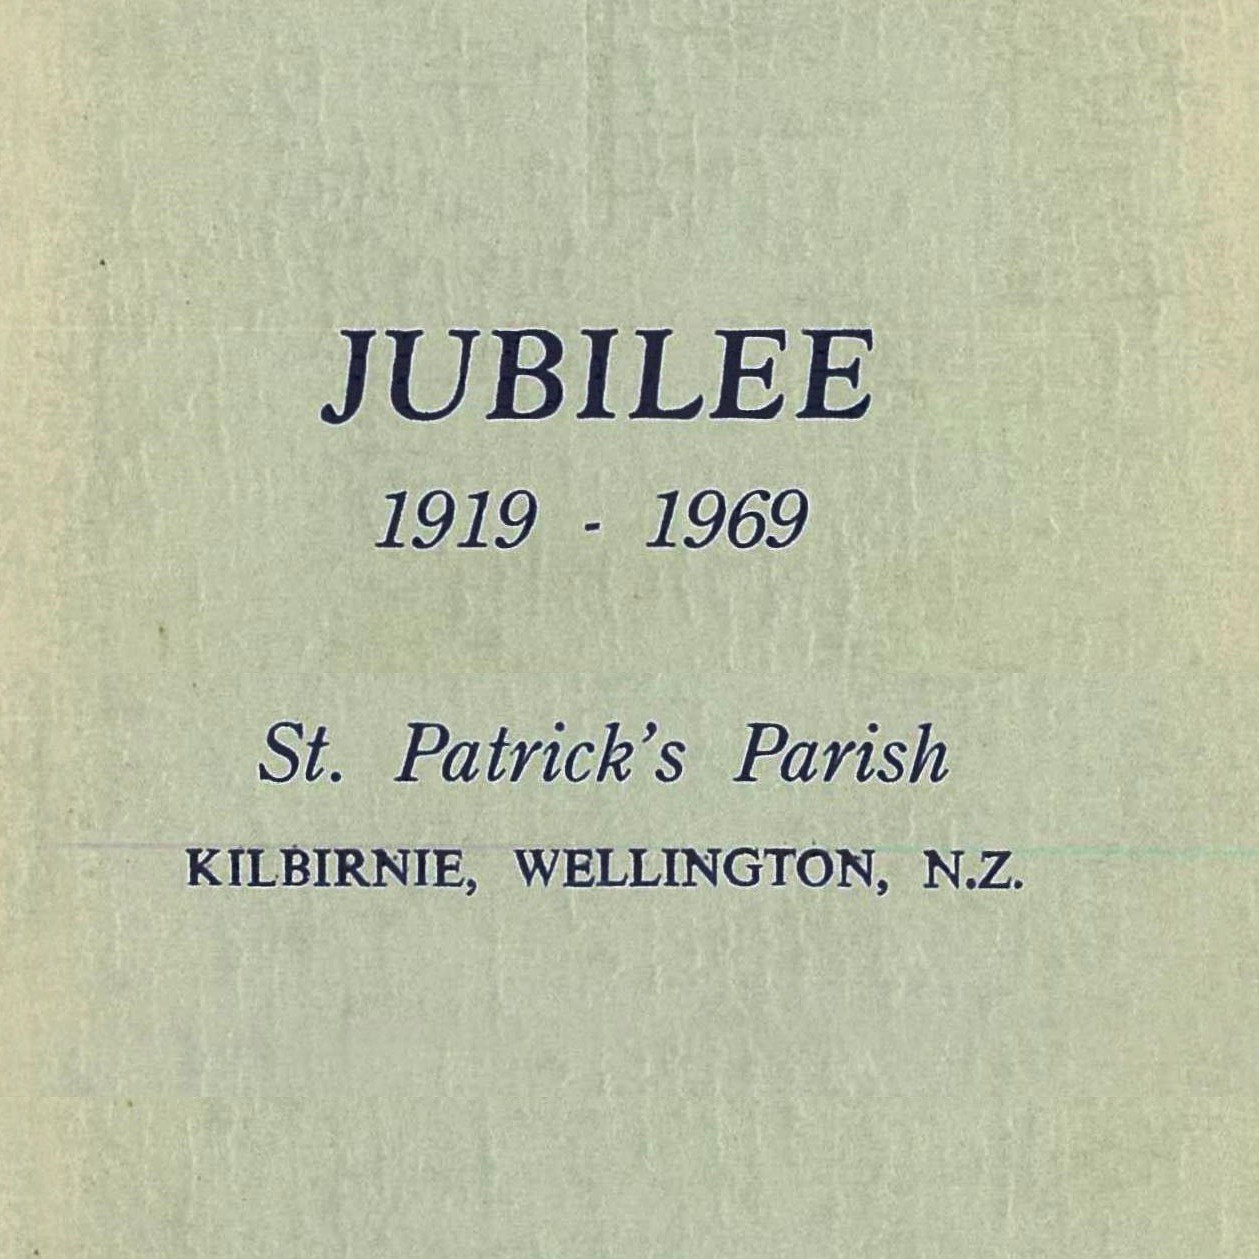 JUBILEE
1919 - 1969
St. Patrick's Parish
KILBIRNIE, WELLINGTON, N.Z.